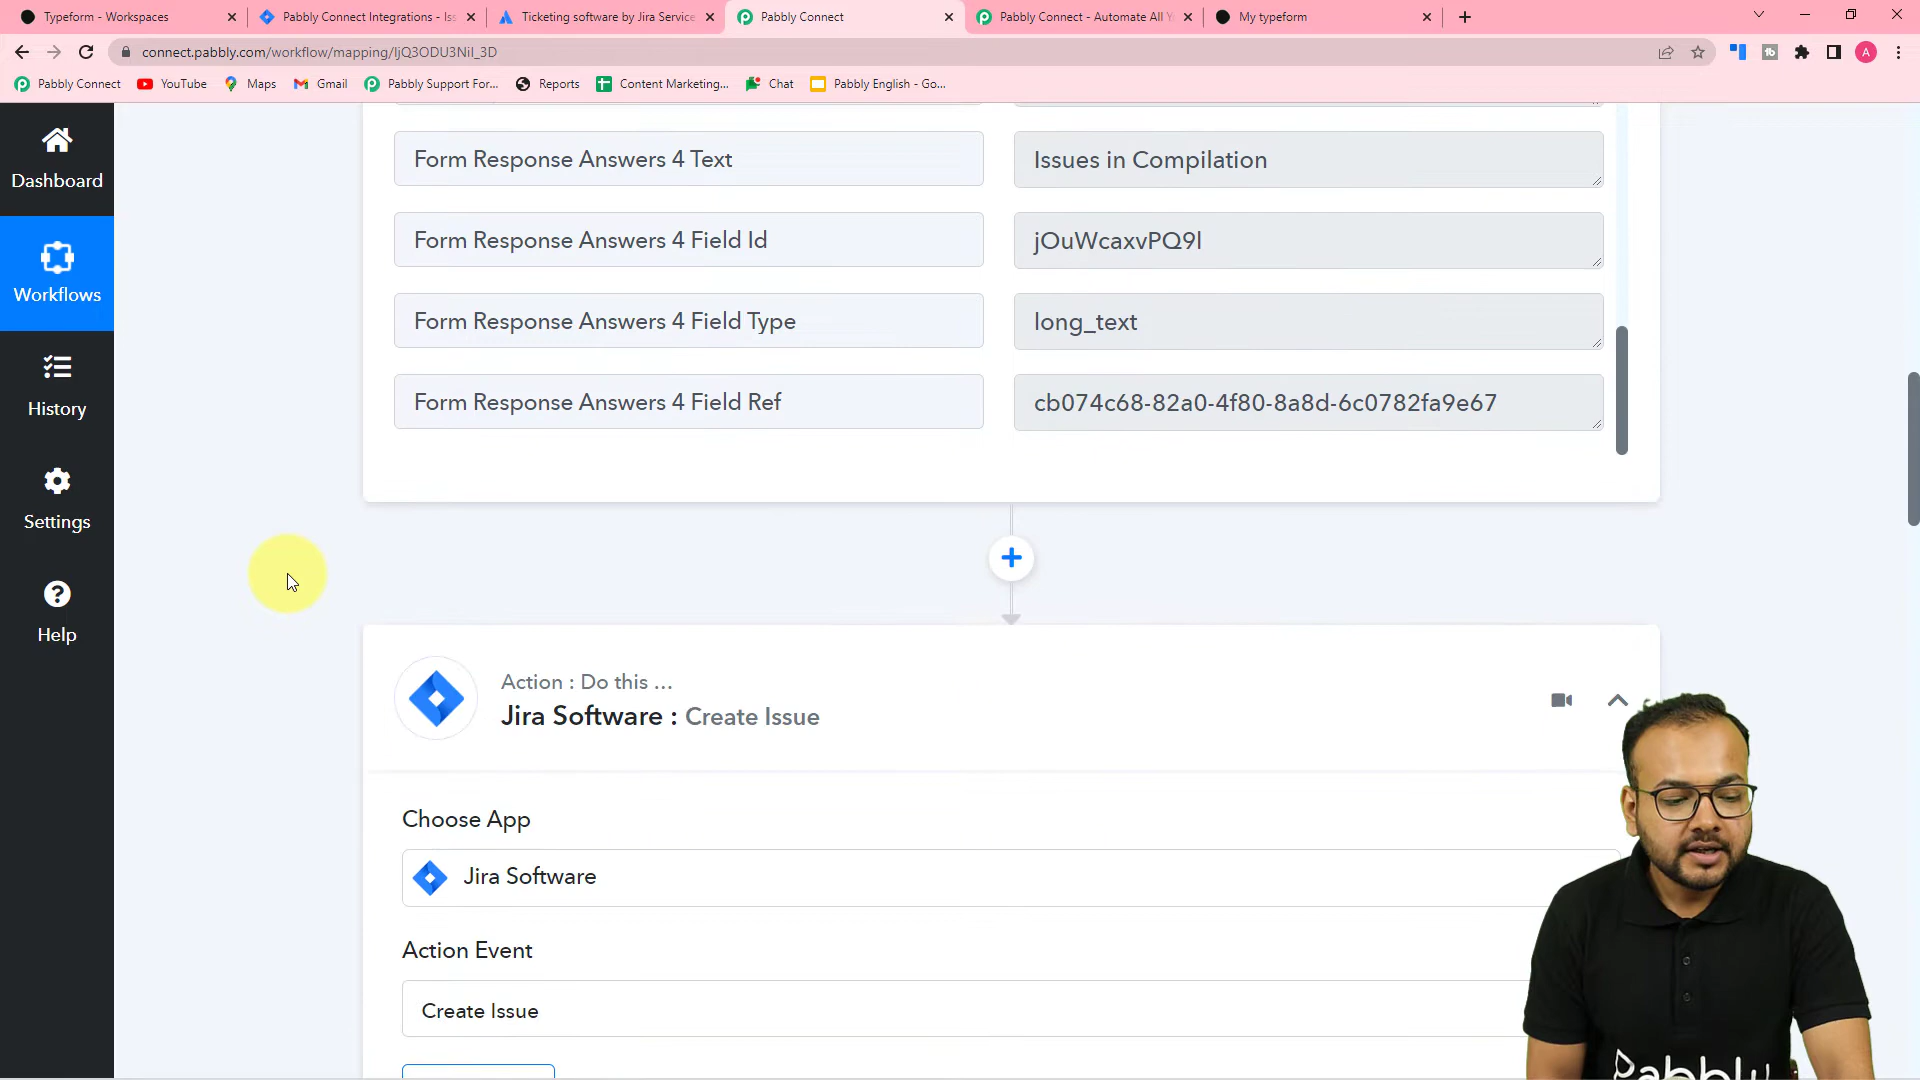 Typeform - Workspaces
Pabbly Connect Integrations - Iss
Ticketing software by Jira Service
Pabbly Connect
Pabbly Connect - Automate All Y
My typeform
connect.pabbly.com/workflow/mapping/IjQ3ODU3NiI_3D
Pabbly Connect
YouTube
Maps
Gmail
Pabbly Support For...
Reports
Content Marketing...
Chat
Pabbly English - Go...
A
Dashboard
Workflows
History
Settings
Help
Form Response Answers 4 Text
Issues in Compilation
Form Response Answers 4 Field Id
jOuWcaxvPQ9l
Form Response Answers 4 Field Type
long_text
Form Response Answers 4 Field Ref
cb074c68-82a0-4f80-8a8d-6c0782fa9e67
Action : Do this ...
Jira Software : Create Issue
Choose App
Jira Software
Action Event
Create Issue
Pabbly